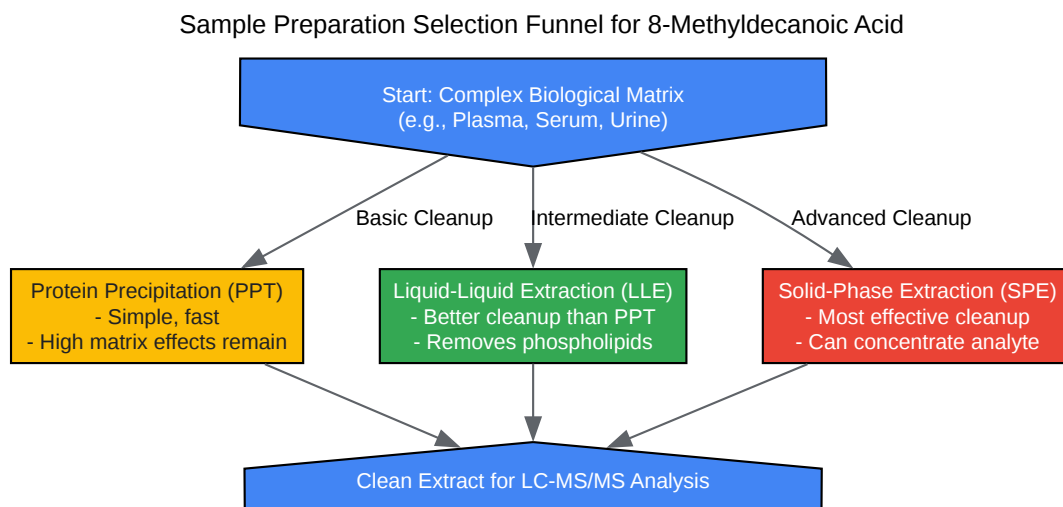 Sample Preparation Selection Funnel for 8-Methyldecanoic Acid
Start: Complex Biological Matrix
(e.g., Plasma, Serum, Urine)
Basic Cleanup
Intermediate Cleanup
Advanced Cleanup
Protein Precipitation (PPT)
- Simple, fast
- High matrix effects remain
Liquid-Liquid Extraction (LLE)
- Better cleanup than PPT
- Removes phospholipids
Solid-Phase Extraction (SPE)
- Most effective cleanup
- Can concentrate analyte
Clean Extract for LC-MS/MS Analysis